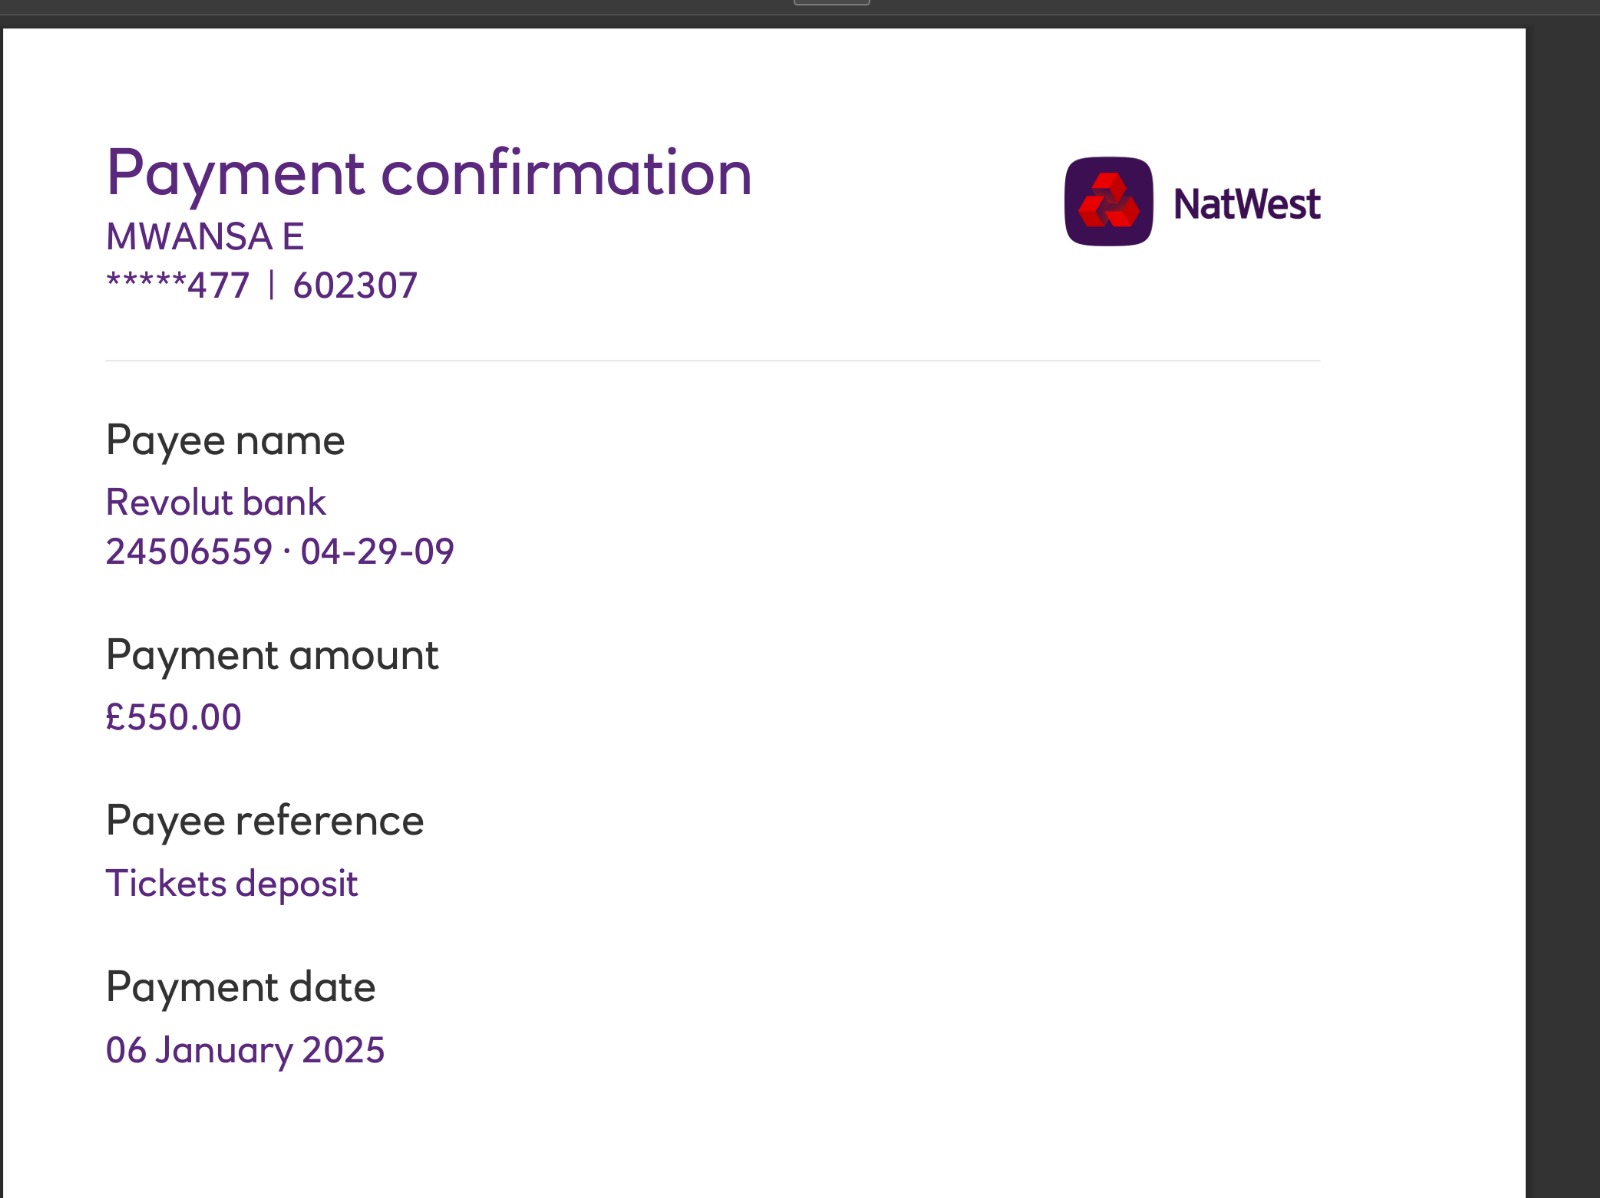 Payment confirmation
NatWest
MWANSA E
*****477 | 602307
Payee name
Revolut bank
24506559 · 04-29-09
Payment amount
£550.00
Payee reference
Tickets deposit
Payment date
06 January 2025